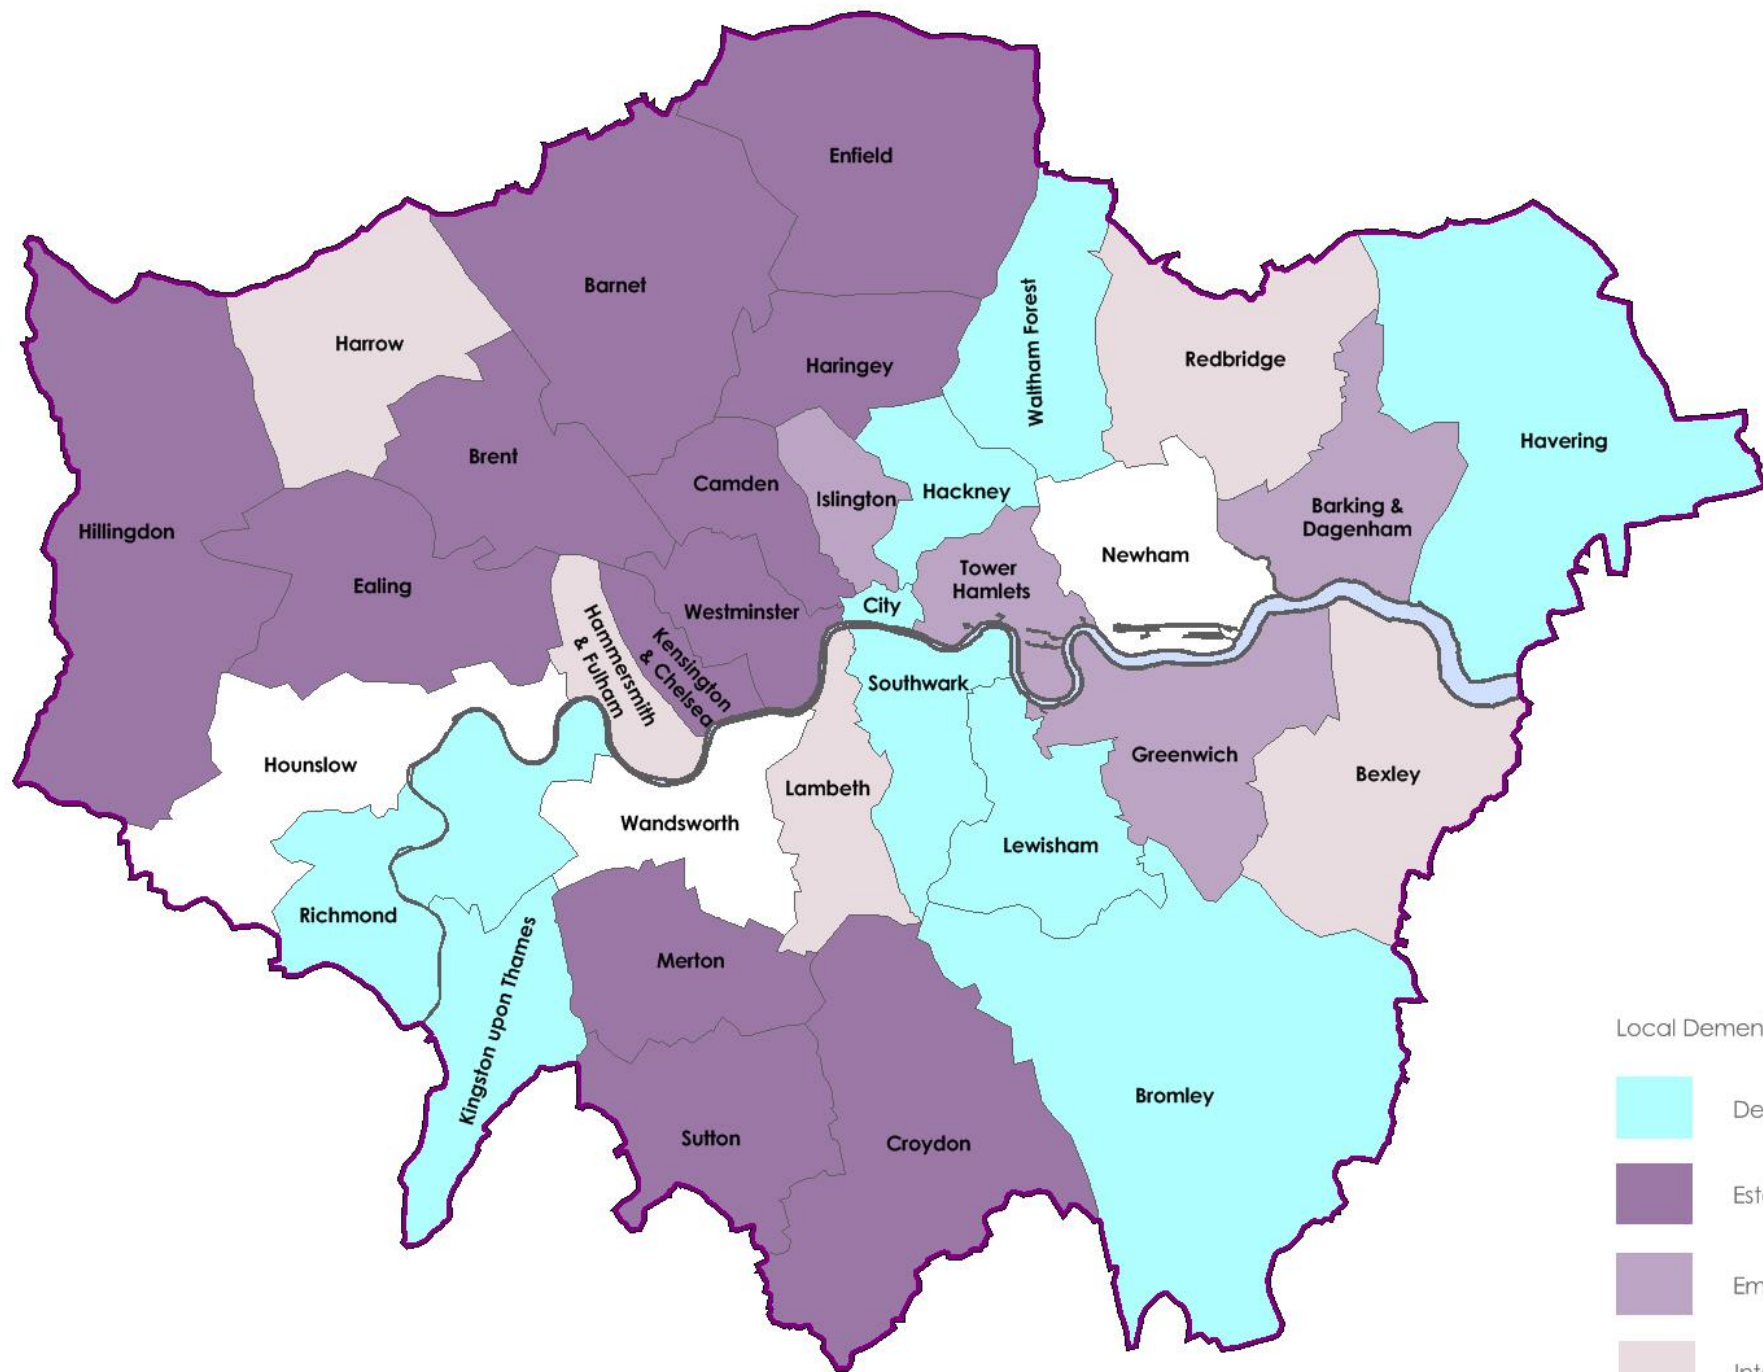 Enfield
Barnet
Harrow
Waltham Forest
Haringey
Redbridge
Havering
Brent
Camden
Islington
Hackney
Barking &
Dagenham
Hillingdon
Ealing
Newham
Tower
Hamlets
City
Westminster
Hammersmith
& Fulham
Kensington
& Chelsea
Southwark
Hounslow
Greenwich
Bexley
Lambeth
Wandsworth
Lewisham
Richmond
Merton
Kingston upon Thames
Bromley
Sutton
Croydon
Local